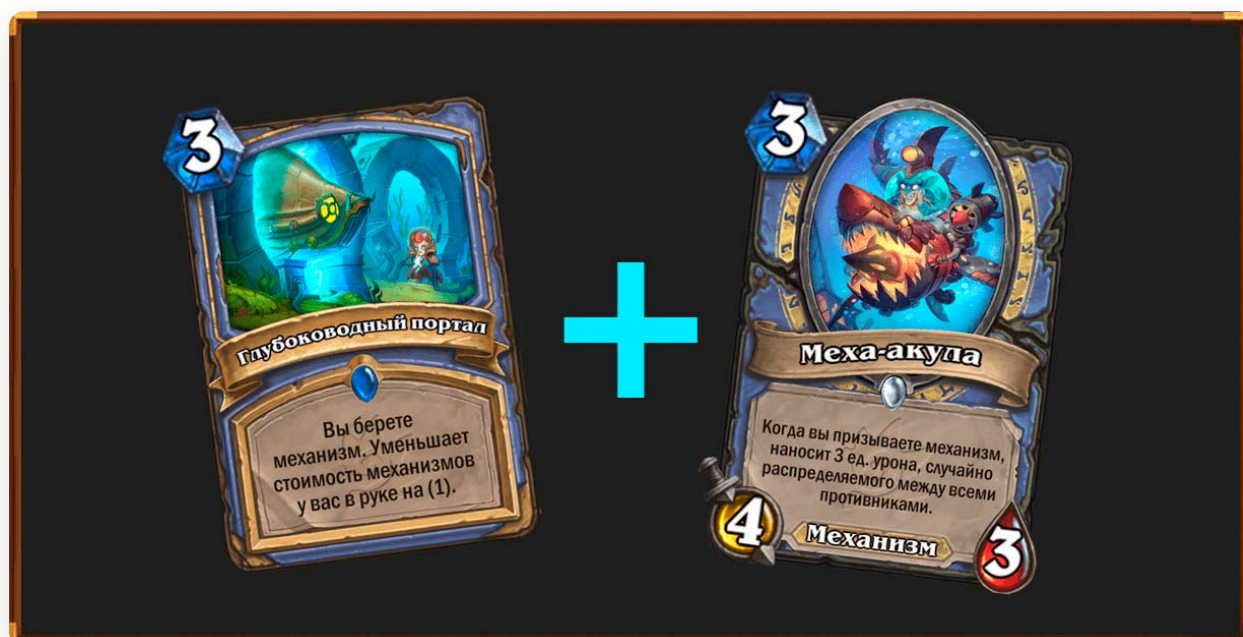 3
Глубоководный портал
Вы берете
механизм. Уменьшает
стоимость механизмов
у вас в руке на (1).
+
3
Меха-акула
Когда вы призываете механизм,
наносит 3 ед. урона, случайно
распределяемого между всеми
противниками.
4
Механизм
3